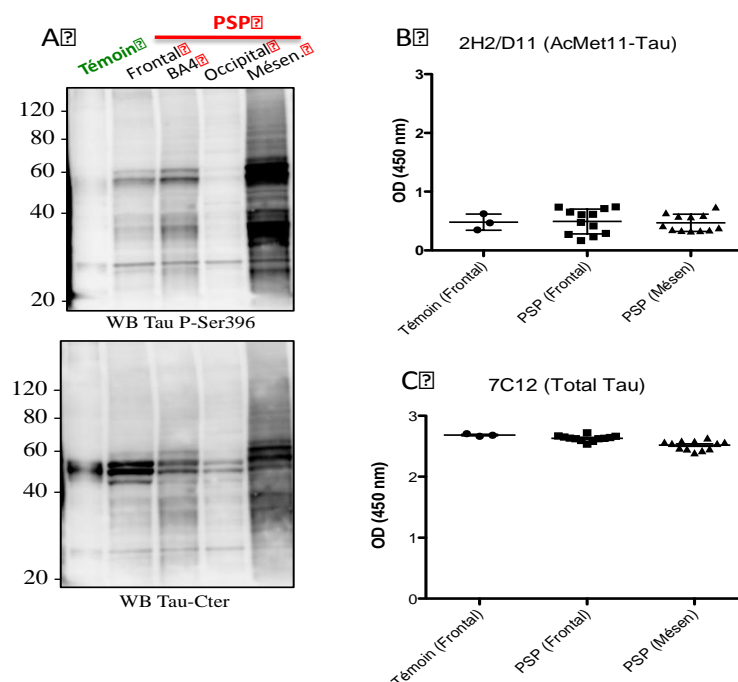 A
PSP
Témoin
Frontal
BA4
Occipital
Mésen.
120
80
60
40
20
WB Tau P-Ser396
120
80
60
40
20
WB Tau-Cter
B
2H2/D11 (AcMet11-Tau)
OD (450 nm)
3
2
1
0
Témoin (Frontal)
PSP (Frontal)
PSP (Mésen)
C
7C12 (Total Tau)
OD (450 nm)
3
2
1
0
Témoin (Frontal)
PSP (Frontal)
PSP (Mésen)